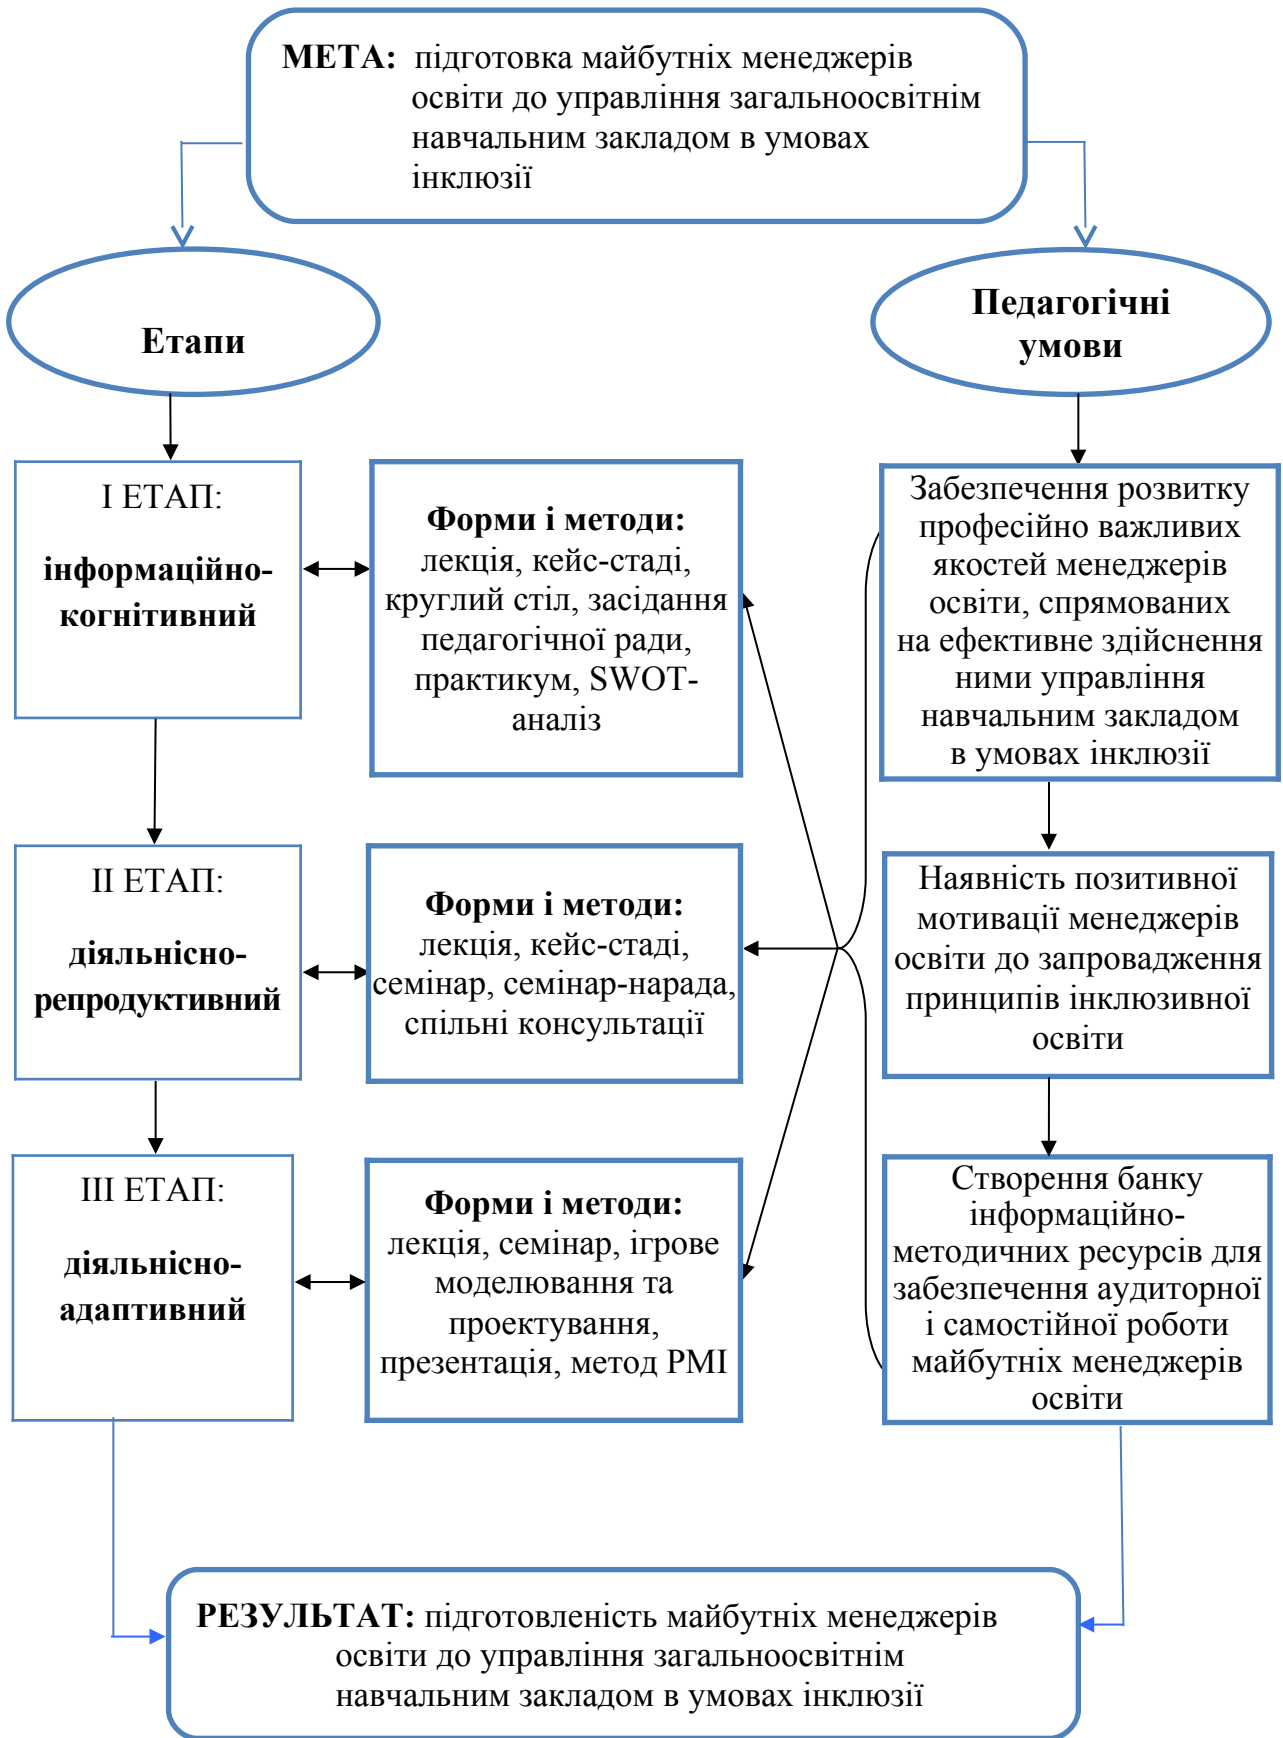 МЕТА: підготовка майбутніх менеджерів
освіти до управління загальноосвітнім
навчальним закладом в умовах
інклюзії
Етапи
Педагогічні
умови
І ЕТАП:
інформаційно-
когнітивний
Форми і методи:
лекція, кейс-стаді,
круглий стіл, засідання
педагогічної ради,
практикум, SWOT-
аналіз
Забезпечення розвитку
професійно важливих
якостей менеджерів
освіти, спрямованих
на ефективне здійснення
ними управління
навчальним закладом
в умовах інклюзії
ІІ ЕТАП:
діяльнісно-
репродуктивний
Форми і методи:
лекція, кейс-стаді,
семінар, семінар-нарада,
спільні консультації
Наявність позитивної
мотивації менеджерів
освіти до запровадження
принципів інклюзивної
освіти
ІІІ ЕТАП:
діяльнісно-
адаптивний
Форми і методи:
лекція, семінар, ігрове
моделювання та
проектування,
презентація, метод РМІ
Створення банку
інформаційно-
методичних ресурсів для
забезпечення аудиторної
і самостійної роботи
майбутніх менеджерів
освіти
РЕЗУЛЬТАТ: підготовленість майбутніх менеджерів
освіти до управління загальноосвітнім
навчальним закладом в умовах інклюзії